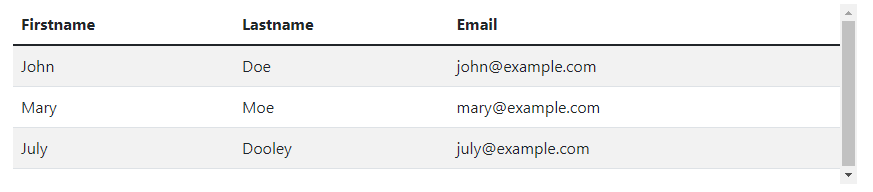 Firstname Lastname Email
John Doe john@example.com
Mary Moe mary@example.com
July Dooley july@example.com